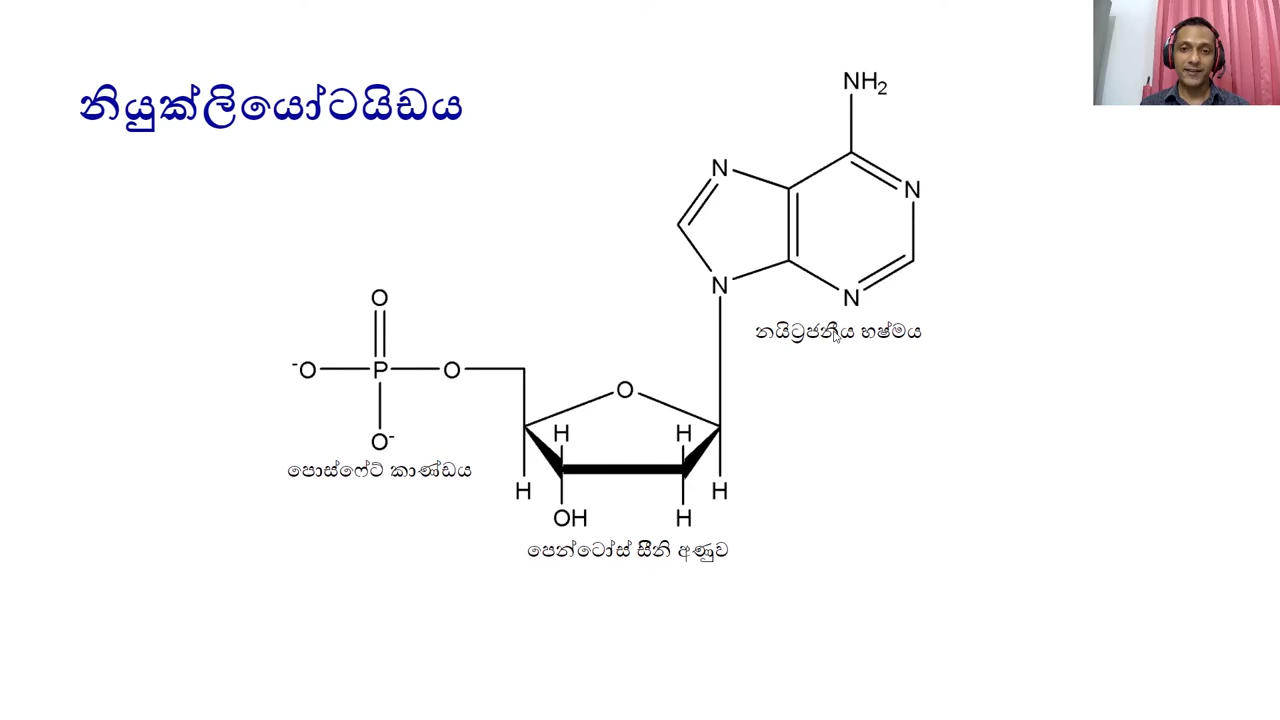 නියුක්ලියෝටයිඩය
NH2
N
N
N
N
නයිට්‍රජනීය භෂ්මය
O
-O P O
O-
පොස්ෆේට් කාණ්ඩය
O
H H
H H
OH H
පෙන්ටෝස් සීනි අණුව